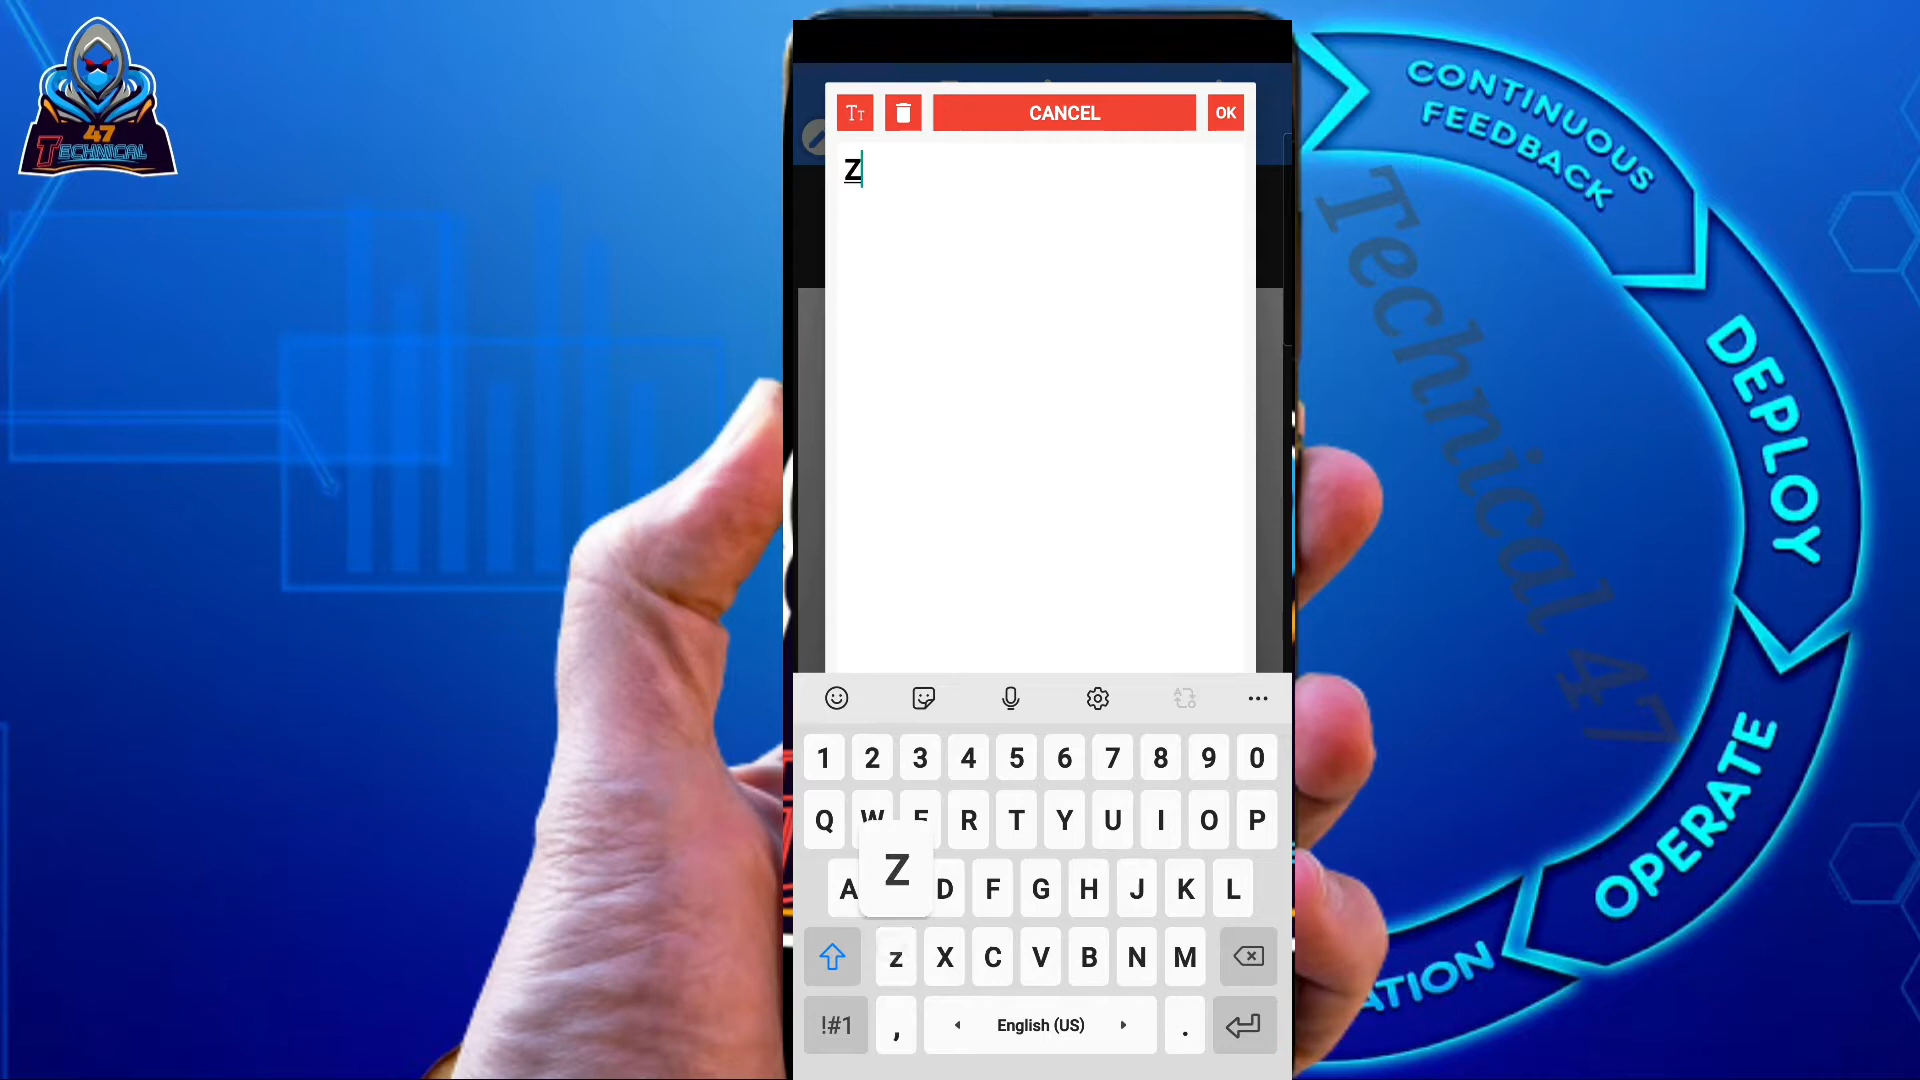 47
TECHNICAL
Tт
CANCEL
OK
Z
CONTINUOUS
FEEDBACK
DEPLOY
OPERATE
Technical 47
1 2 3 4 5 6 7 8 9 0
Q W E R T Y U I O P
A Z D F G H J K L
z X C V B N M
!#1 , English (US) .